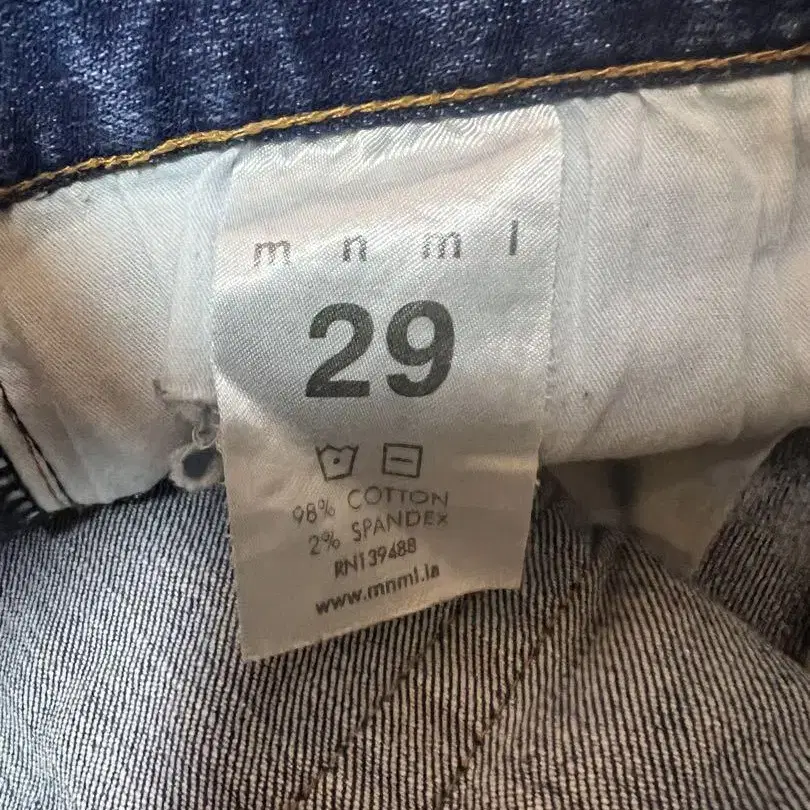 m n m l
29
98% COTTON
2% SPANDEX
RN139488
www.mnml.la